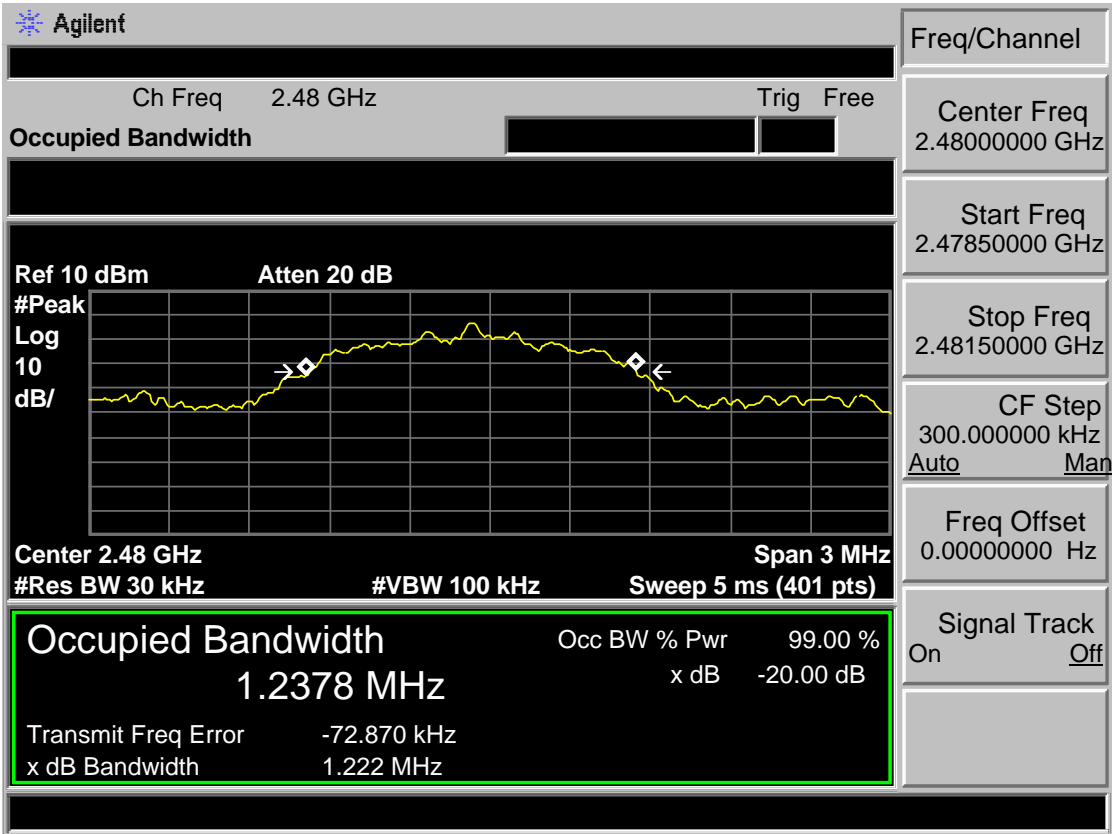 Agilent
Freq/Channel
Ch Freq 2.48 GHz Trig Free
Occupied Bandwidth
Center Freq
2.48000000 GHz
Start Freq
2.47850000 GHz
Ref 10 dBm Atten 20 dB
#Peak
Log
10
dB/
Stop Freq
2.48150000 GHz
CF Step
300.000000 kHz
Auto Man
Freq Offset
0.00000000 Hz
Center 2.48 GHz Span 3 MHz
#Res BW 30 kHz #VBW 100 kHz Sweep 5 ms (401 pts)
Signal Track
On Off
Occupied Bandwidth
1.2378 MHz
Occ BW % Pwr 99.00 %
x dB -20.00 dB
Transmit Freq Error -72.870 kHz
x dB Bandwidth 1.222 MHz